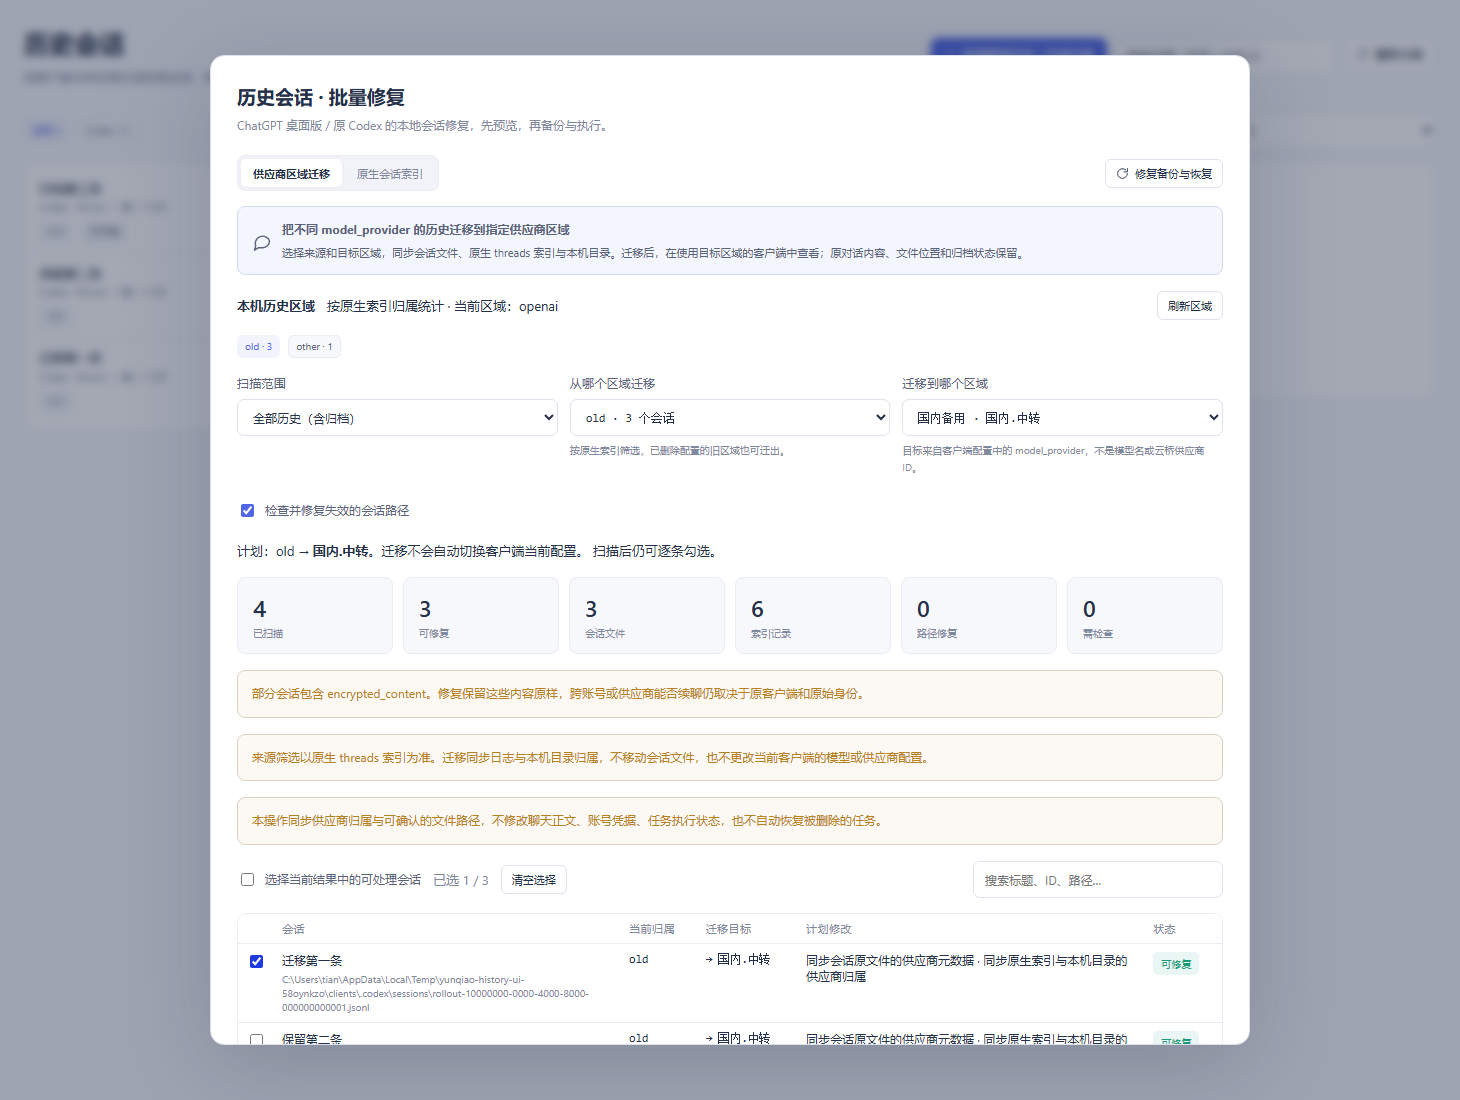 历史会话
历史会话 · 批量修复
ChatGPT 桌面版 / 原 Codex 的本地会话修复，先预览，再备份与执行。
供应商区域迁移
原生会话索引
修复备份与恢复
把不同 model_provider 的历史迁移到指定供应商区域
选择来源和目标区域，同步会话文件、原生 threads 索引与本机目录。迁移后，在使用目标区域的客户端中查看；原对话内容、文件位置和归档状态保留。
本机历史区域 按原生索引归属统计 · 当前区域：openai
刷新区域
old · 3
other · 1
扫描范围
从哪个区域迁移
迁移到哪个区域
全部历史（含归档）
old · 3 个会话
国内备用 · 国内.中转
按原生索引筛选，已删除配置的旧区域也可迁出。
目标来自客户端配置中的 model_provider，不是模型名或云桥供应商
ID。
检查并修复失效的会话路径
计划：old → 国内.中转。迁移不会自动切换客户端当前配置。 扫描后仍可逐条勾选。
4
3
3
6
0
0
已扫描
可修复
会话文件
索引记录
路径修复
需检查
部分会话包含 encrypted_content。修复保留这些内容原样，跨账号或供应商能否续聊仍取决于原客户端和原始身份。
来源筛选以原生 threads 索引为准。迁移同步日志与本机目录归属，不移动会话文件，也不更改当前客户端的模型或供应商配置。
本操作同步供应商归属与可确认的文件路径，不修改聊天正文、账号凭据、任务执行状态，也不自动恢复被删除的任务。
选择当前结果中的可处理会话
已选 1 / 3
清空选择
搜索标题、ID、路径...
会话
当前归属
迁移目标
计划修改
状态
迁移第一条
old
→ 国内.中转
同步会话原文件的供应商元数据 · 同步原生索引与本机目录的
供应商归属
可修复
C:\Users\tian\AppData\Local\Temp\yunqiao-history-ui-
58oynkzo\clients\.codex\sessions\rollout-10000000-0000-4000-8000-
000000000001.jsonl
保留第二条
old
→ 国内.中转
同步会话原文件的供应商元数据 · 同步原生索引与本机目录的
可修复